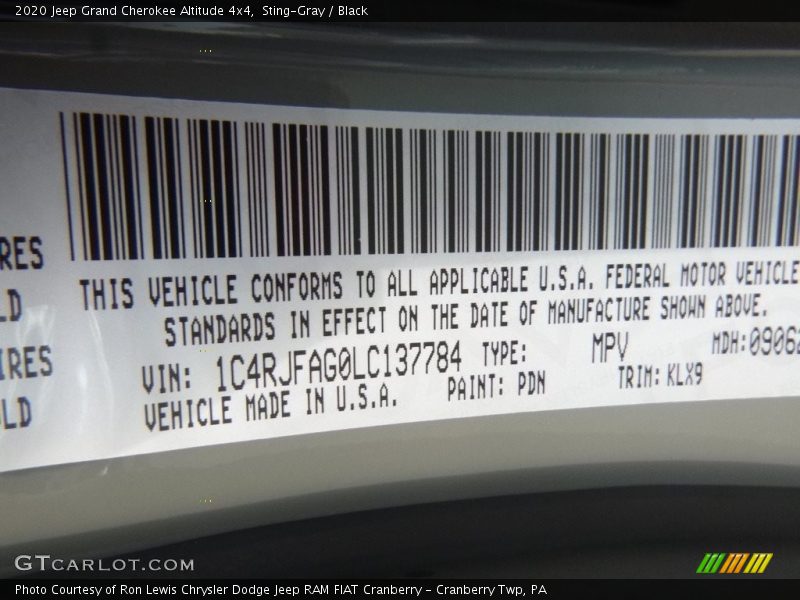 2020 Jeep Grand Cherokee Altitude 4x4, Sting-Gray / Black
RES
LD
IRES
LD
THIS VEHICLE CONFORMS TO ALL APPLICABLE U.S.A. FEDERAL MOTOR VEHICLE
STANDARDS IN EFFECT ON THE DATE OF MANUFACTURE SHOWN ABOVE.
VIN: 1C4RJFAG0LC137784 TYPE: MPV MDH:09062
VEHICLE MADE IN U.S.A. PAINT: PDN TRIM: KLX9
GTCARLOT.COM
Photo Courtesy of Ron Lewis Chrysler Dodge Jeep RAM FIAT Cranberry - Cranberry Twp, PA